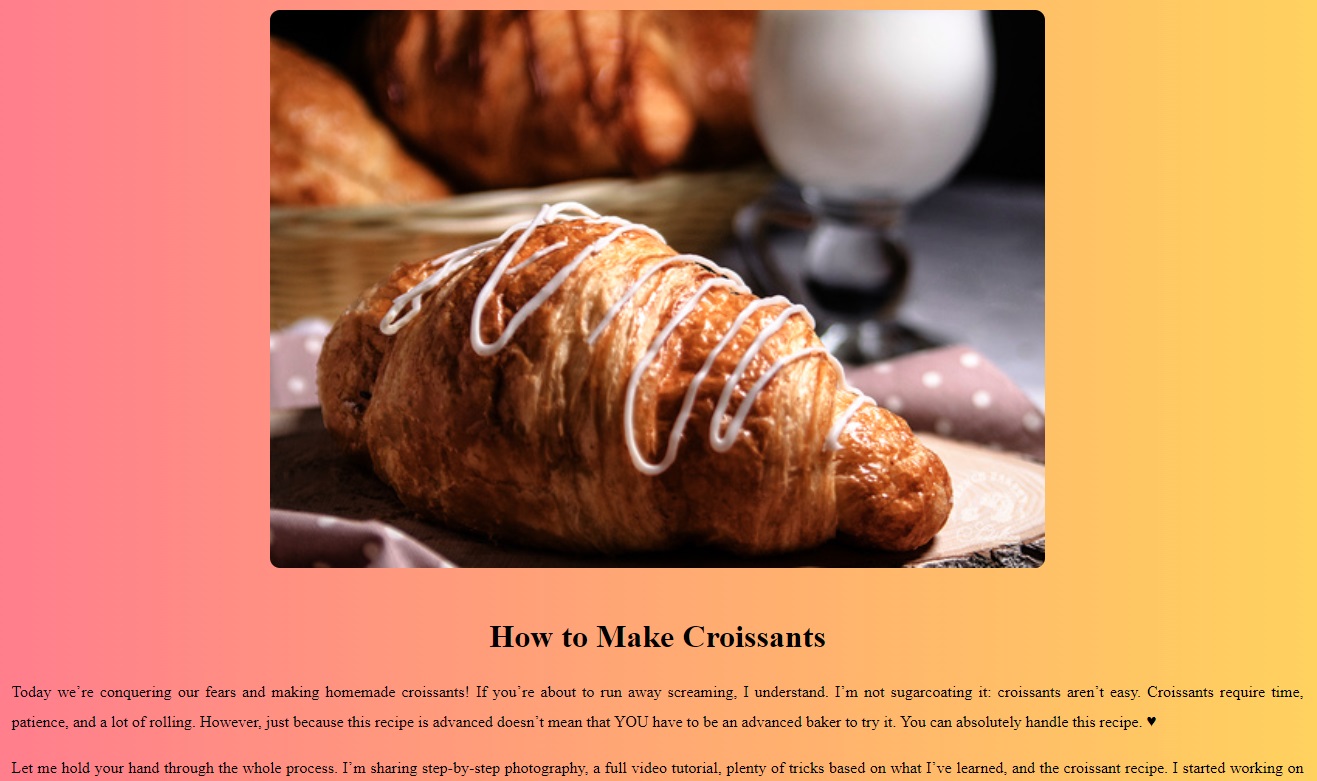 How to Make Croissants
Today we’re conquering our fears and making homemade croissants! If you’re about to run away screaming, I understand. I’m not sugarcoating it: croissants aren’t easy. Croissants require time,
patience, and a lot of rolling. However, just because this recipe is advanced doesn’t mean that YOU have to be an advanced baker to try it. You can absolutely handle this recipe. ♥
Let me hold your hand through the whole process. I’m sharing step-by-step photography, a full video tutorial, plenty of tricks based on what I’ve learned, and the croissant recipe. I started working on